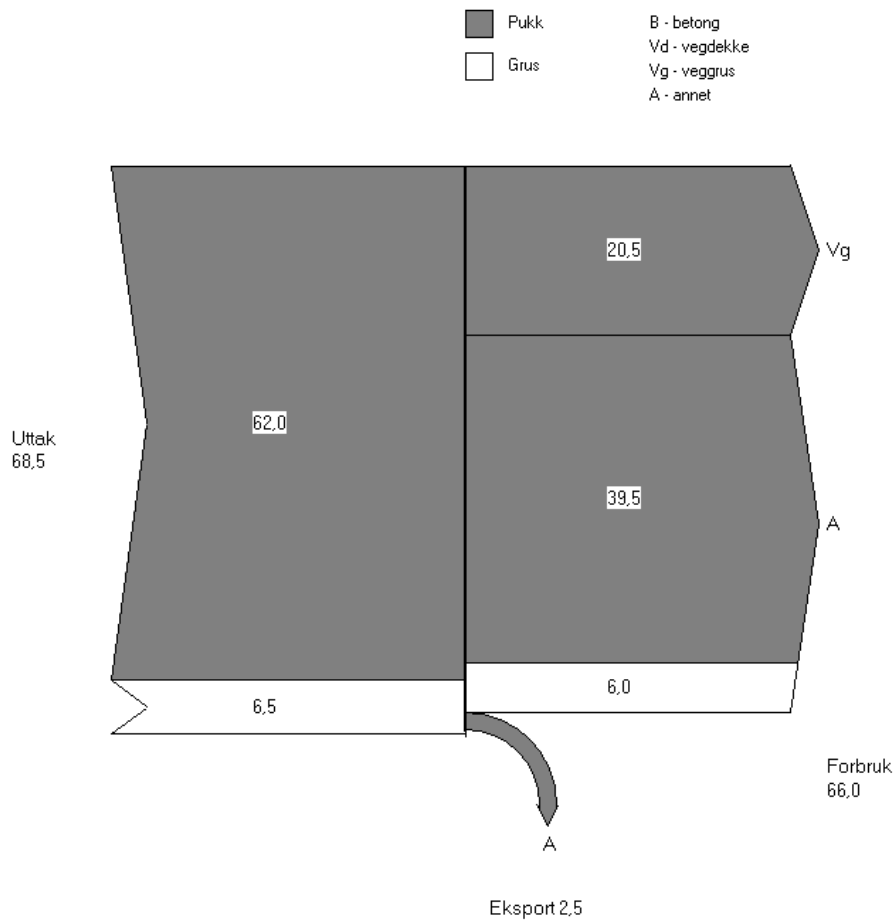 Pukk
Grus
B - betong
Vd - vegdekke
Vg - veggrus
A - annet
20,5
Vg
62,0
Uttak
68,5
39,5
A
6,5
6,0
Forbruk
66,0
A
Eksport 2,5